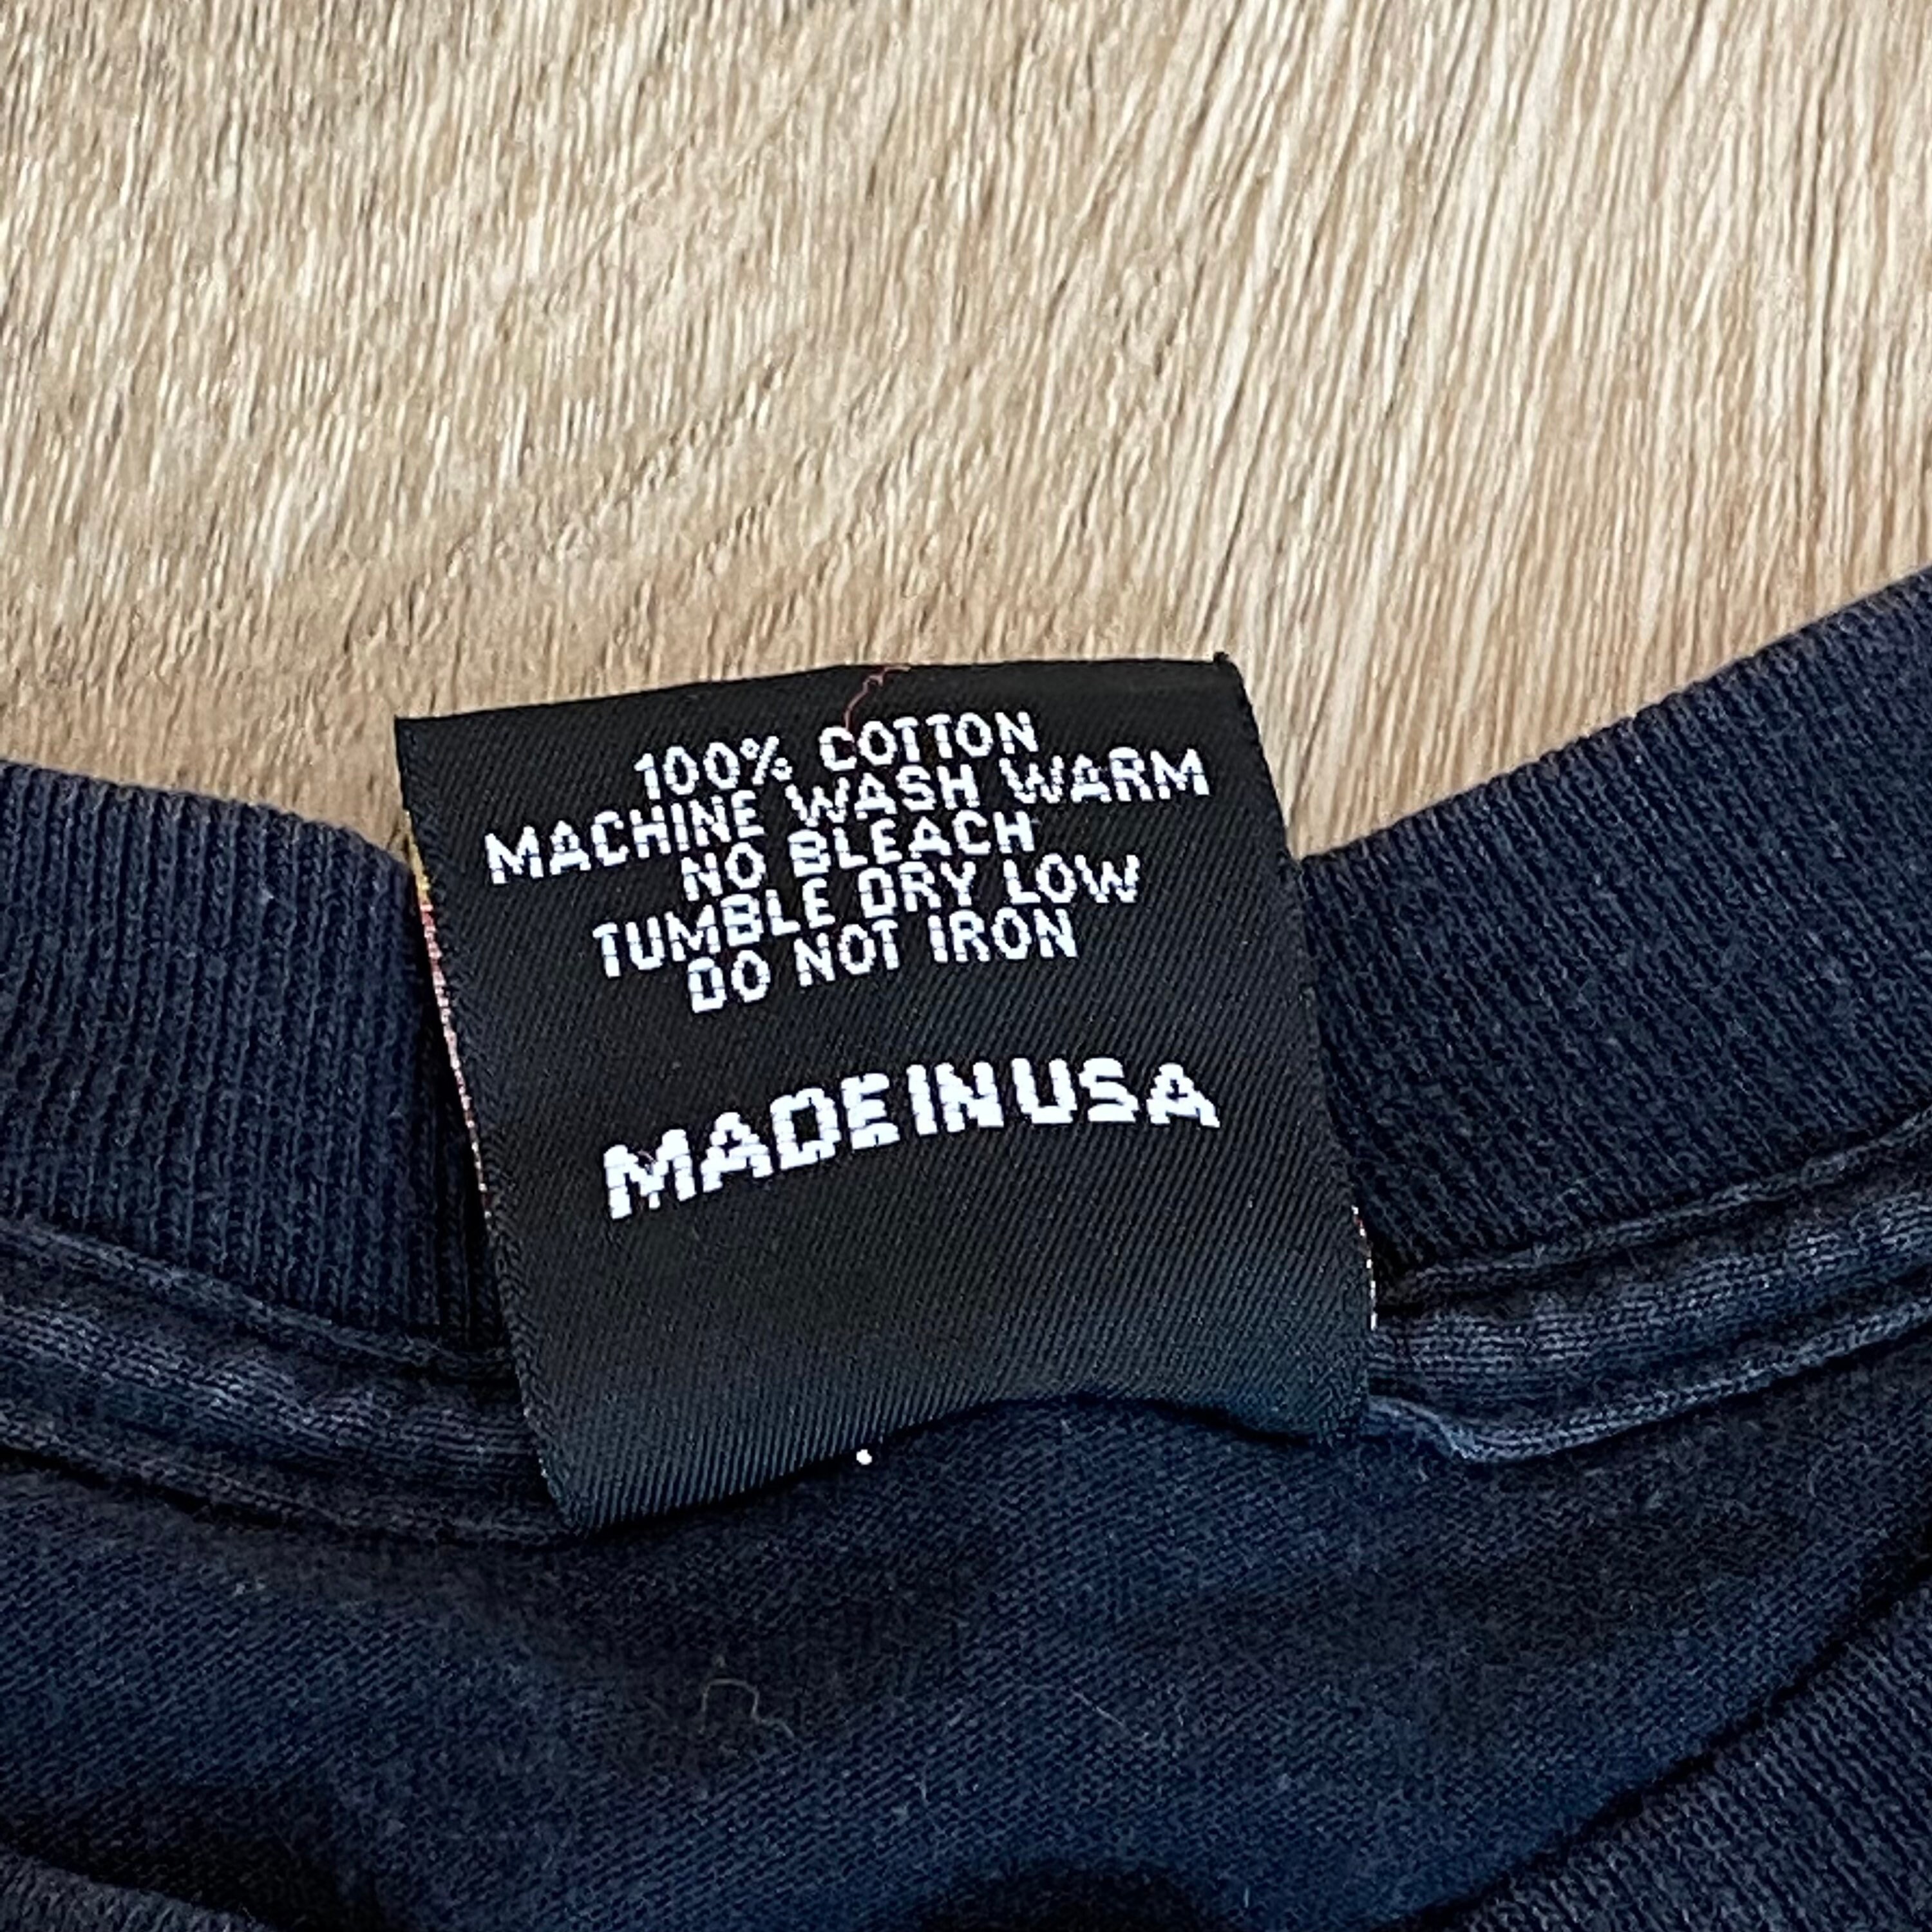 100% COTTON
MACHINE WASH WARM
NO BLEACH
TUMBLE DRY LOW
DO NOT IRON
MADE IN USA